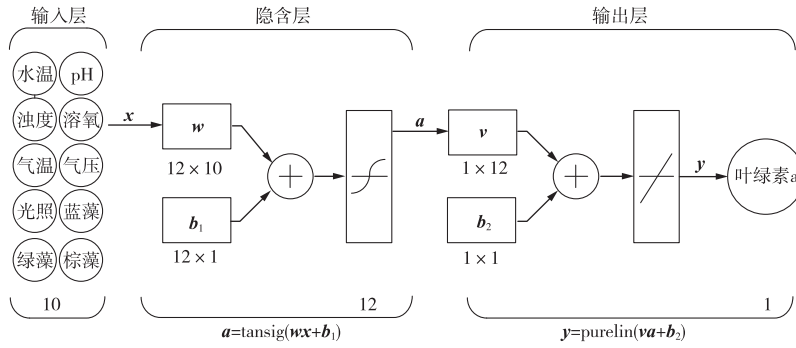 输入层 隐含层 输出层
水温 pH
浊度 溶氧 x w a v
气温 气压 12×10 1×12 y 叶绿素a
光照 蓝藻 b₁ b₂
绿藻 棕藻 12×1 1×1
10 12 1
a=tansig(wx+b₁) y=purelin(va+b₂)